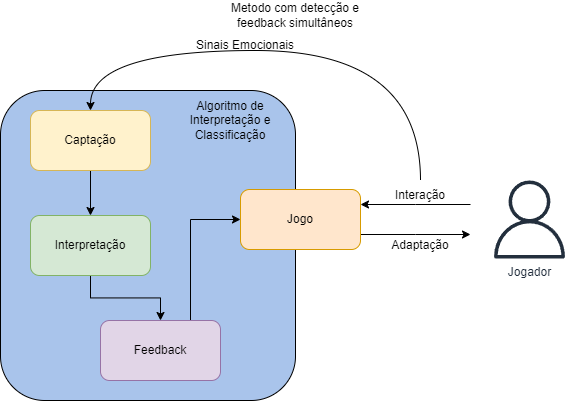 Metodo com detecção e
feedback simultâneos
Sinais Emocionais
Algoritmo de
Interpretação e
Classificação
Captação
Interpretação
Feedback
Jogo
Interação
Adaptação
Jogador